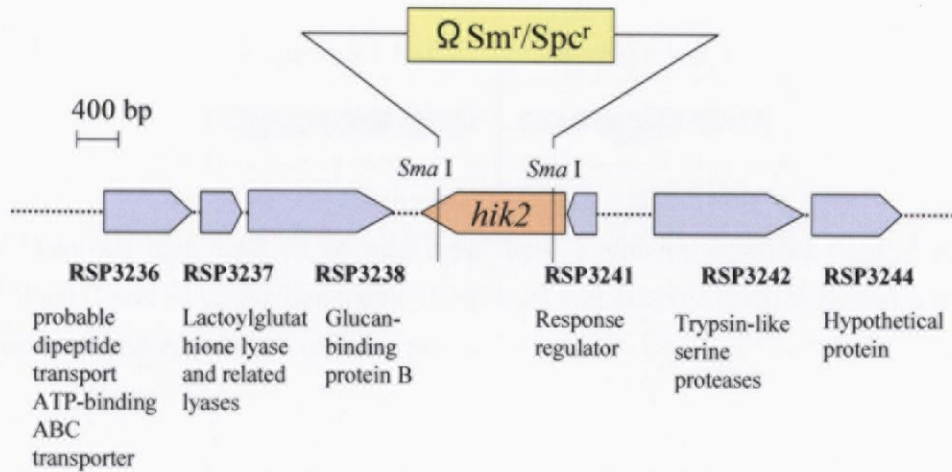 Ω Smʳ/Spcʳ
400 bp
Sma I
Sma I
hik2
RSP3236
probable
dipeptide
transport
ATP-binding
ABC
transporter
RSP3237
Lactoylglutat
hione lyase
and related
lyases
RSP3238
Glucan-
binding
protein B
RSP3241
Response
regulator
RSP3242
Trypsin-like
serine
proteases
RSP3244
Hypothetical
protein